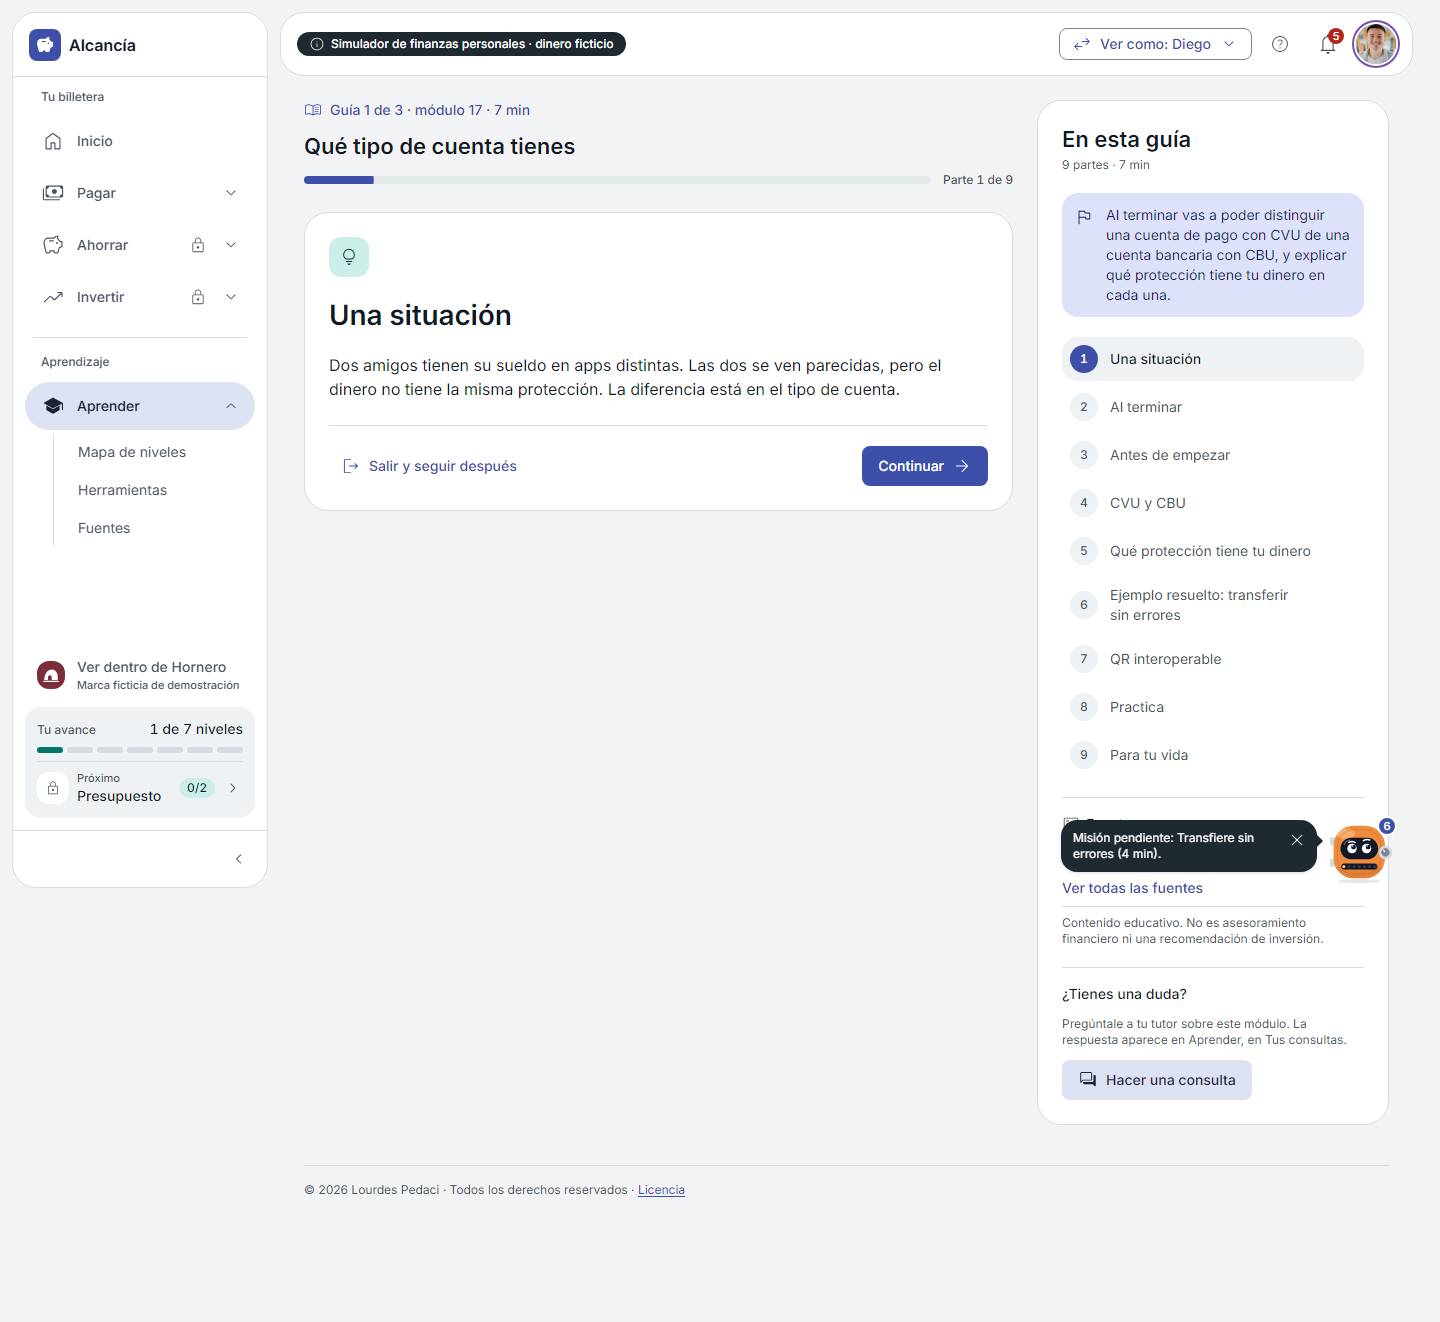 Alcancía
Simulador de finanzas personales · dinero ficticio
Ver como: Diego
5
Tu billetera
Inicio
Pagar
Ahorrar
Invertir
Aprendizaje
Aprender
Mapa de niveles
Herramientas
Fuentes
Ver dentro de Hornero
Marca ficticia de demostración
Tu avance
1 de 7 niveles
Próximo
Presupuesto
0/2
Guía 1 de 3 · módulo 17 · 7 min
Qué tipo de cuenta tienes
Parte 1 de 9
Una situación
Dos amigos tienen su sueldo en apps distintas. Las dos se ven parecidas, pero el
dinero no tiene la misma protección. La diferencia está en el tipo de cuenta.
Salir y seguir después
Continuar
En esta guía
9 partes · 7 min
Al terminar vas a poder distinguir
una cuenta de pago con CVU de una
cuenta bancaria con CBU, y explicar
qué protección tiene tu dinero en
cada una.
1 Una situación
2 Al terminar
3 Antes de empezar
4 CVU y CBU
5 Qué protección tiene tu dinero
6 Ejemplo resuelto: transferir
sin errores
7 QR interoperable
8 Practica
9 Para tu vida
Misión pendiente: Transfiere sin
errores (4 min).
6
Ver todas las fuentes
Contenido educativo. No es asesoramiento
financiero ni una recomendación de inversión.
¿Tienes una duda?
Pregúntale a tu tutor sobre este módulo. La
respuesta aparece en Aprender, en Tus consultas.
Hacer una consulta
© 2026 Lourdes Pedaci · Todos los derechos reservados · Licencia